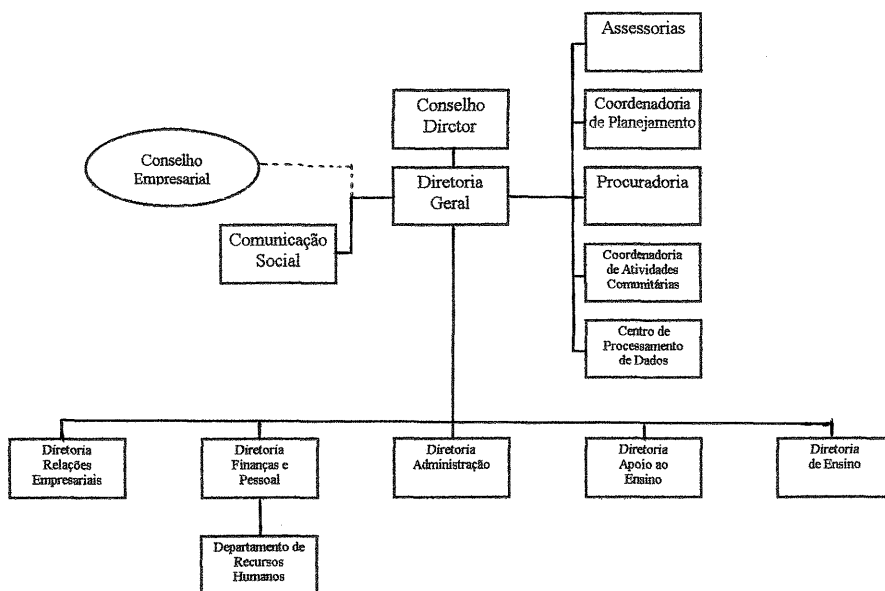 Assessorias
Conselho
Dirctor
Coordenadoria
de Planejamento
Conselho
Empresarial
Diretoria
Geral
Procuradoria
Comunicação
Social
Coordenadoria
de Atividades
Comunitárias
Centro de
Processamento
de Dados
Diretoria
Relações
Empresariais
Diretoria
Finanças e
Pessoal
Diretoria
Administração
Diretoria
Apoio ao
Ensino
Diretoria
de Ensino
Departamento de
Recursos
Humanos